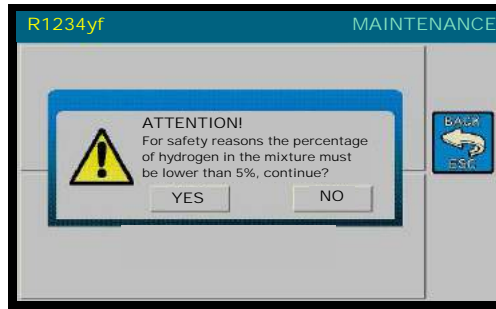 R1234yf MAINTENANCE
ATTENTION!
For safety reasons the percentage
of hydrogen in the mixture must
be lower than 5%, continue?
YES NO
BACK
ESC